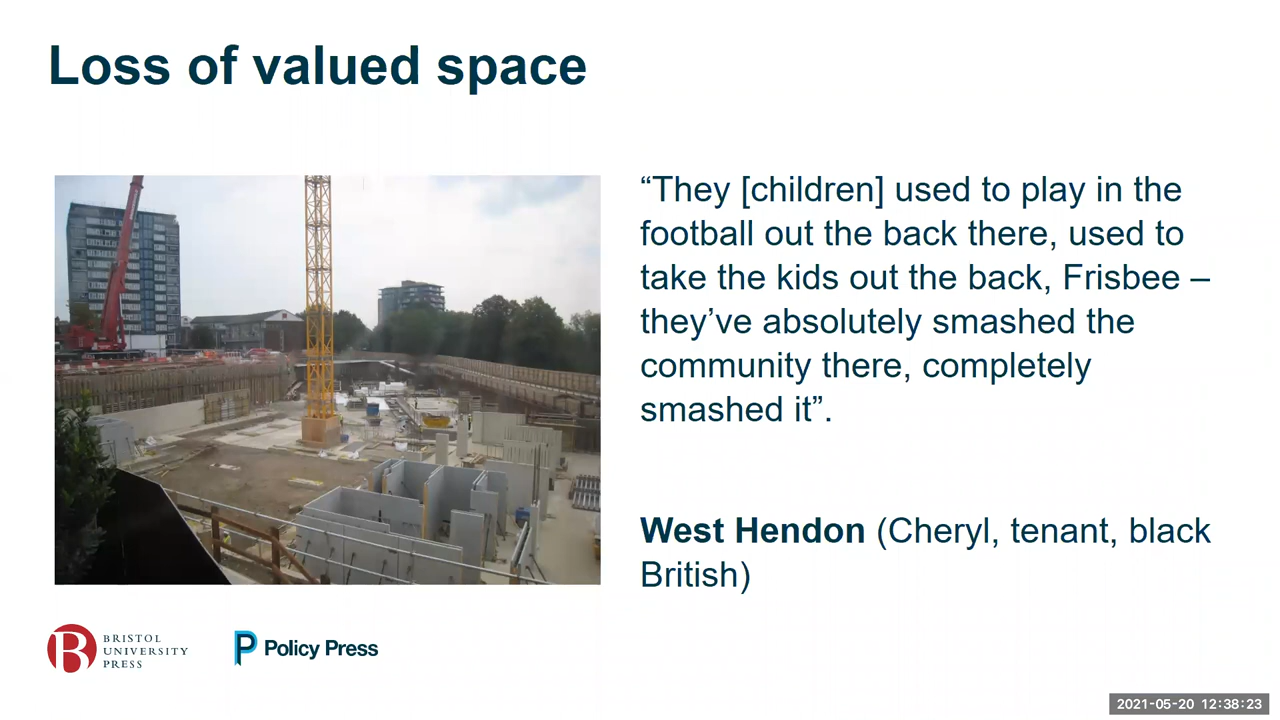 Loss of valued space
“They [children] used to play in the
football out the back there, used to
take the kids out the back, Frisbee –
they’ve absolutely smashed the
community there, completely
smashed it”.
West Hendon (Cheryl, tenant, black
British)
BRISTOL
UNIVERSITY
PRESS
Policy Press
2021-05-20 12:38:23